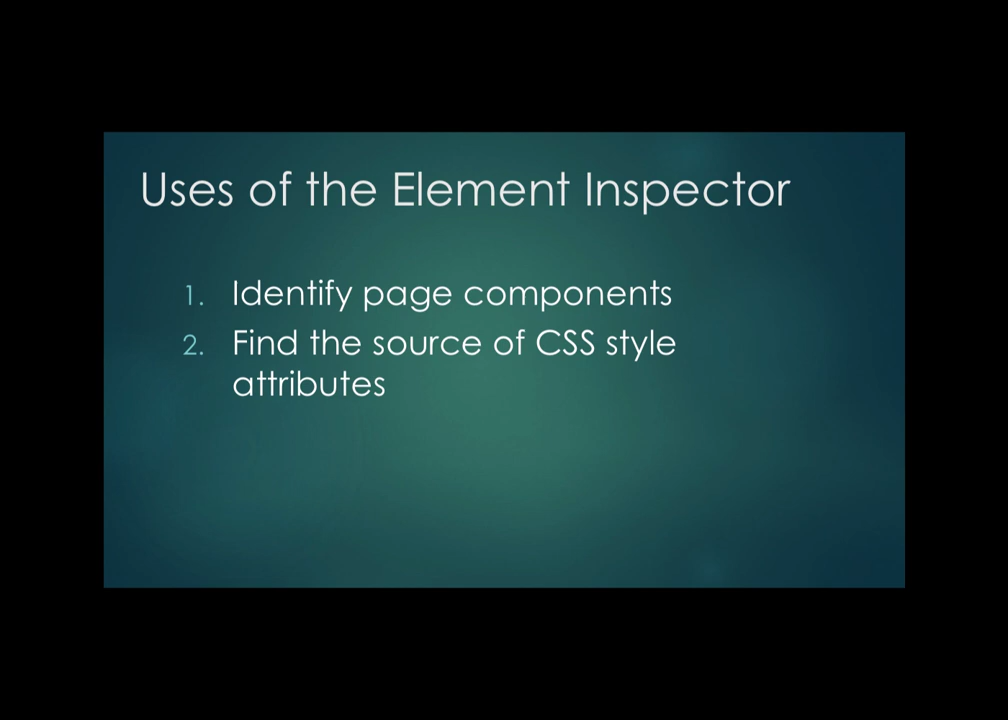 Uses of the Element Inspector
1. Identify page components
2. Find the source of CSS style
attributes